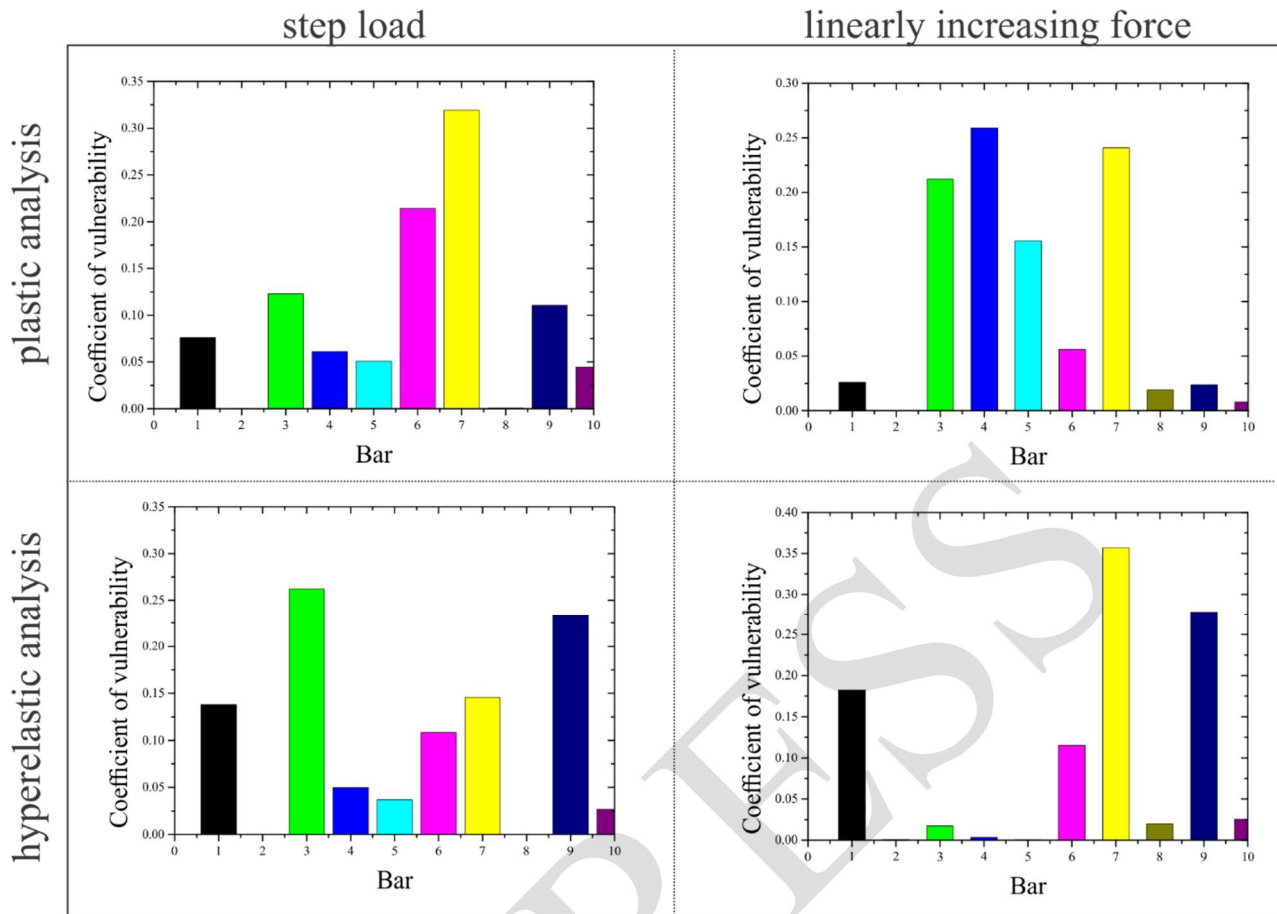 step load
linearly increasing force
plastic analysis
0.35
0.30
0.25
0.20
0.15
0.10
0.05
0.00
Coefficient of vulnerability
0 1 2 3 4 5 6 7 8 9 10
Bar
0.30
0.25
0.20
0.15
0.10
0.05
0.00
Coefficient of vulnerability
0 1 2 3 4 5 6 7 8 9 10
Bar
hyperelastic analysis
0.35
0.30
0.25
0.20
0.15
0.10
0.05
0.00
Coefficient of vulnerability
0 1 2 3 4 5 6 7 8 9 10
Bar
0.40
0.35
0.30
0.25
0.20
0.15
0.10
0.05
0.00
Coefficient of vulnerability
0 1 2 3 4 5 6 7 8 9 10
Bar
PESS